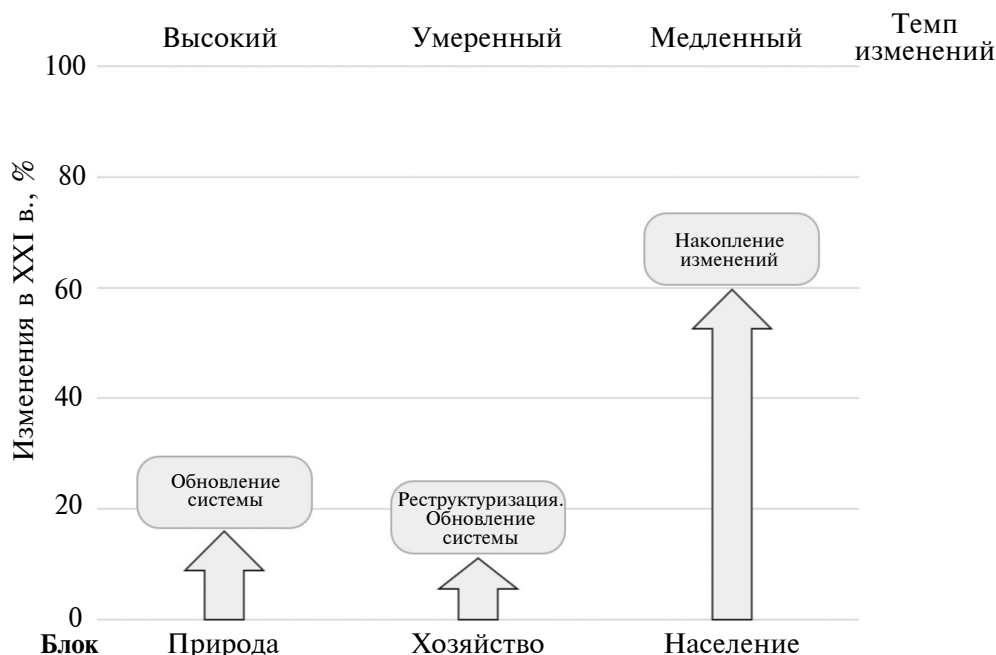 Высокий Умеренный Медленный Темп
изменений
100
80
60
40
20
0
Изменения в XXI в., %
Накопление
изменений
Обновление
системы
Реструктуризация.
Обновление
системы
Блок Природа Хозяйство Население